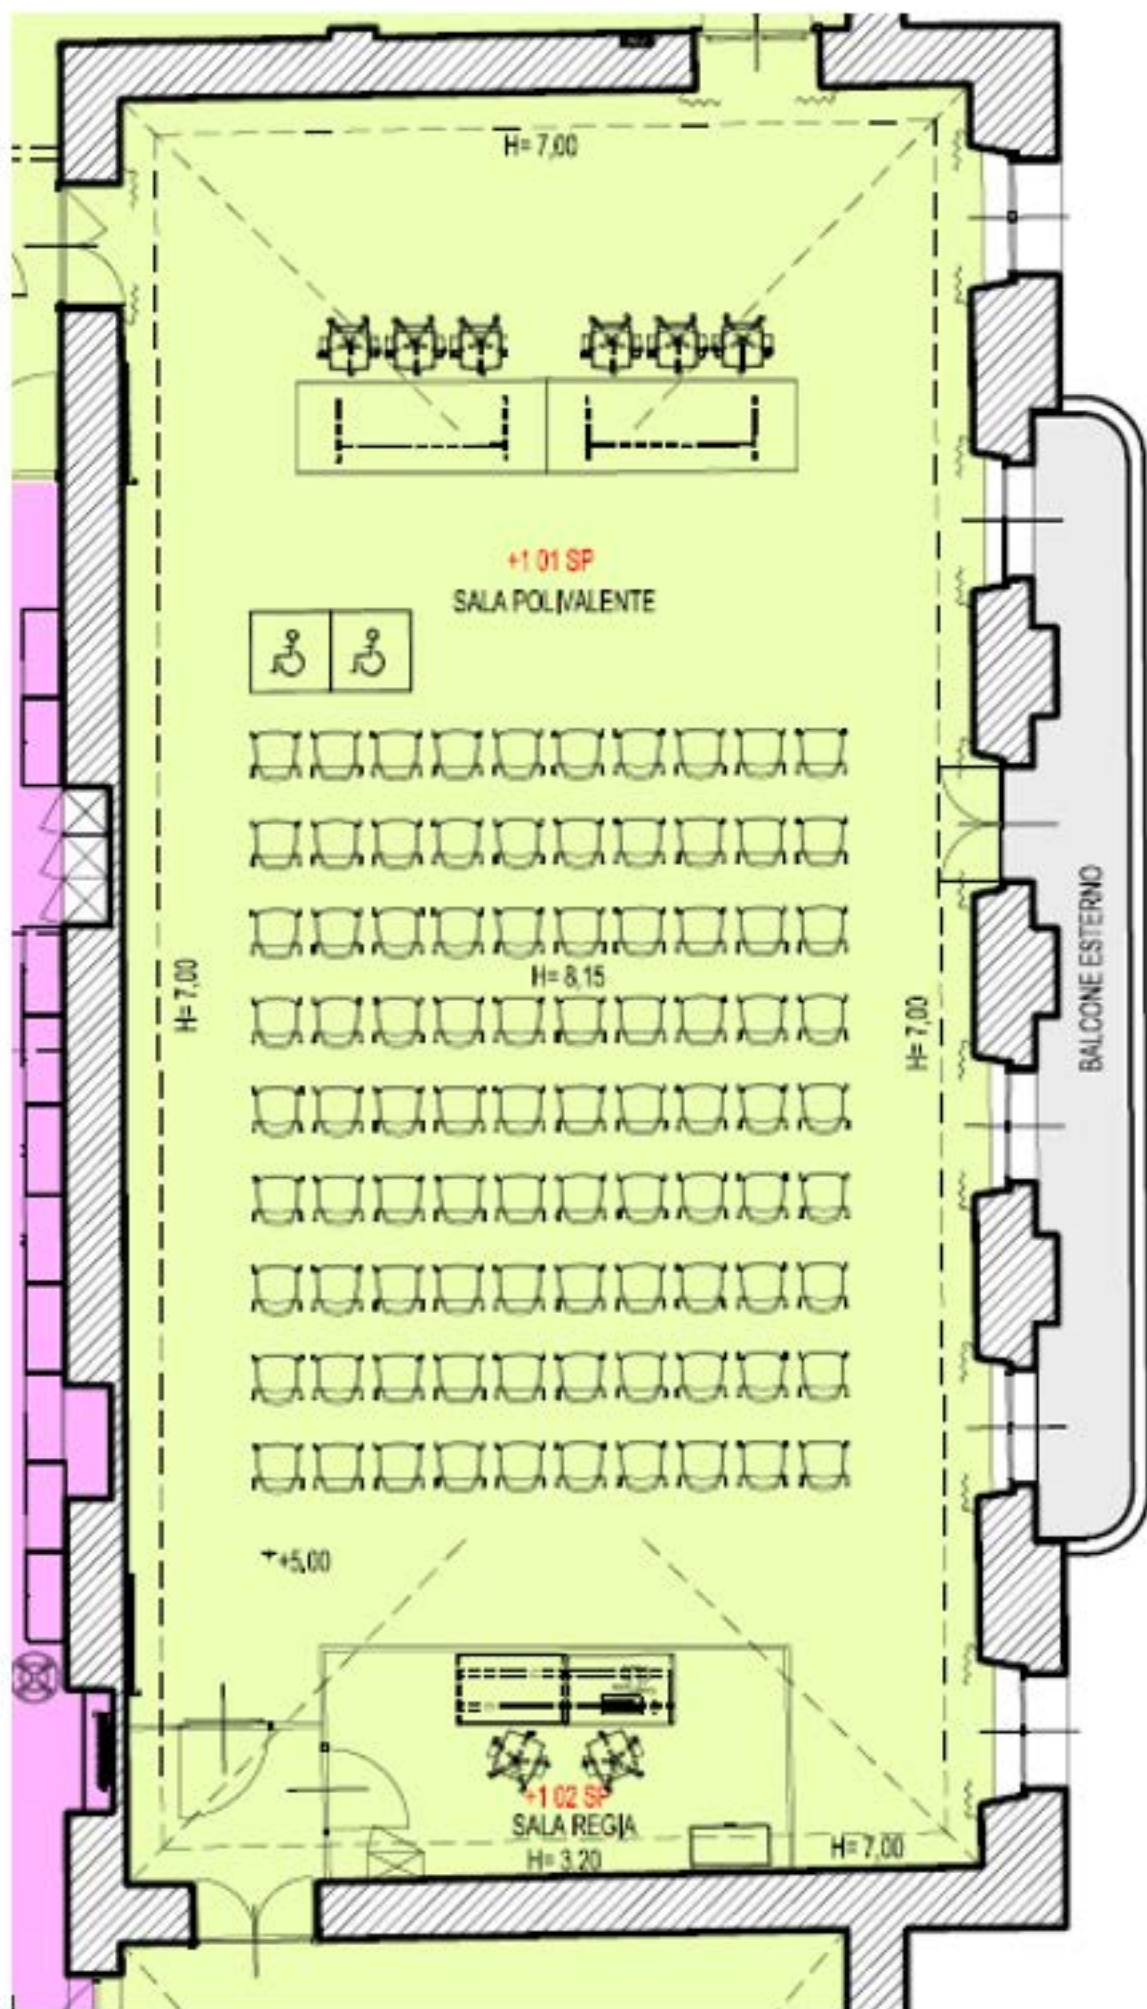 H= 7,00
+1 01 SP
SALA POLIVALENTE
H= 8,15
H= 7,00
H= 7,00
BALCONE ESTERNO
+5.00
+1 02 SP
SALA REGIA
H= 3.20
H= 7,00